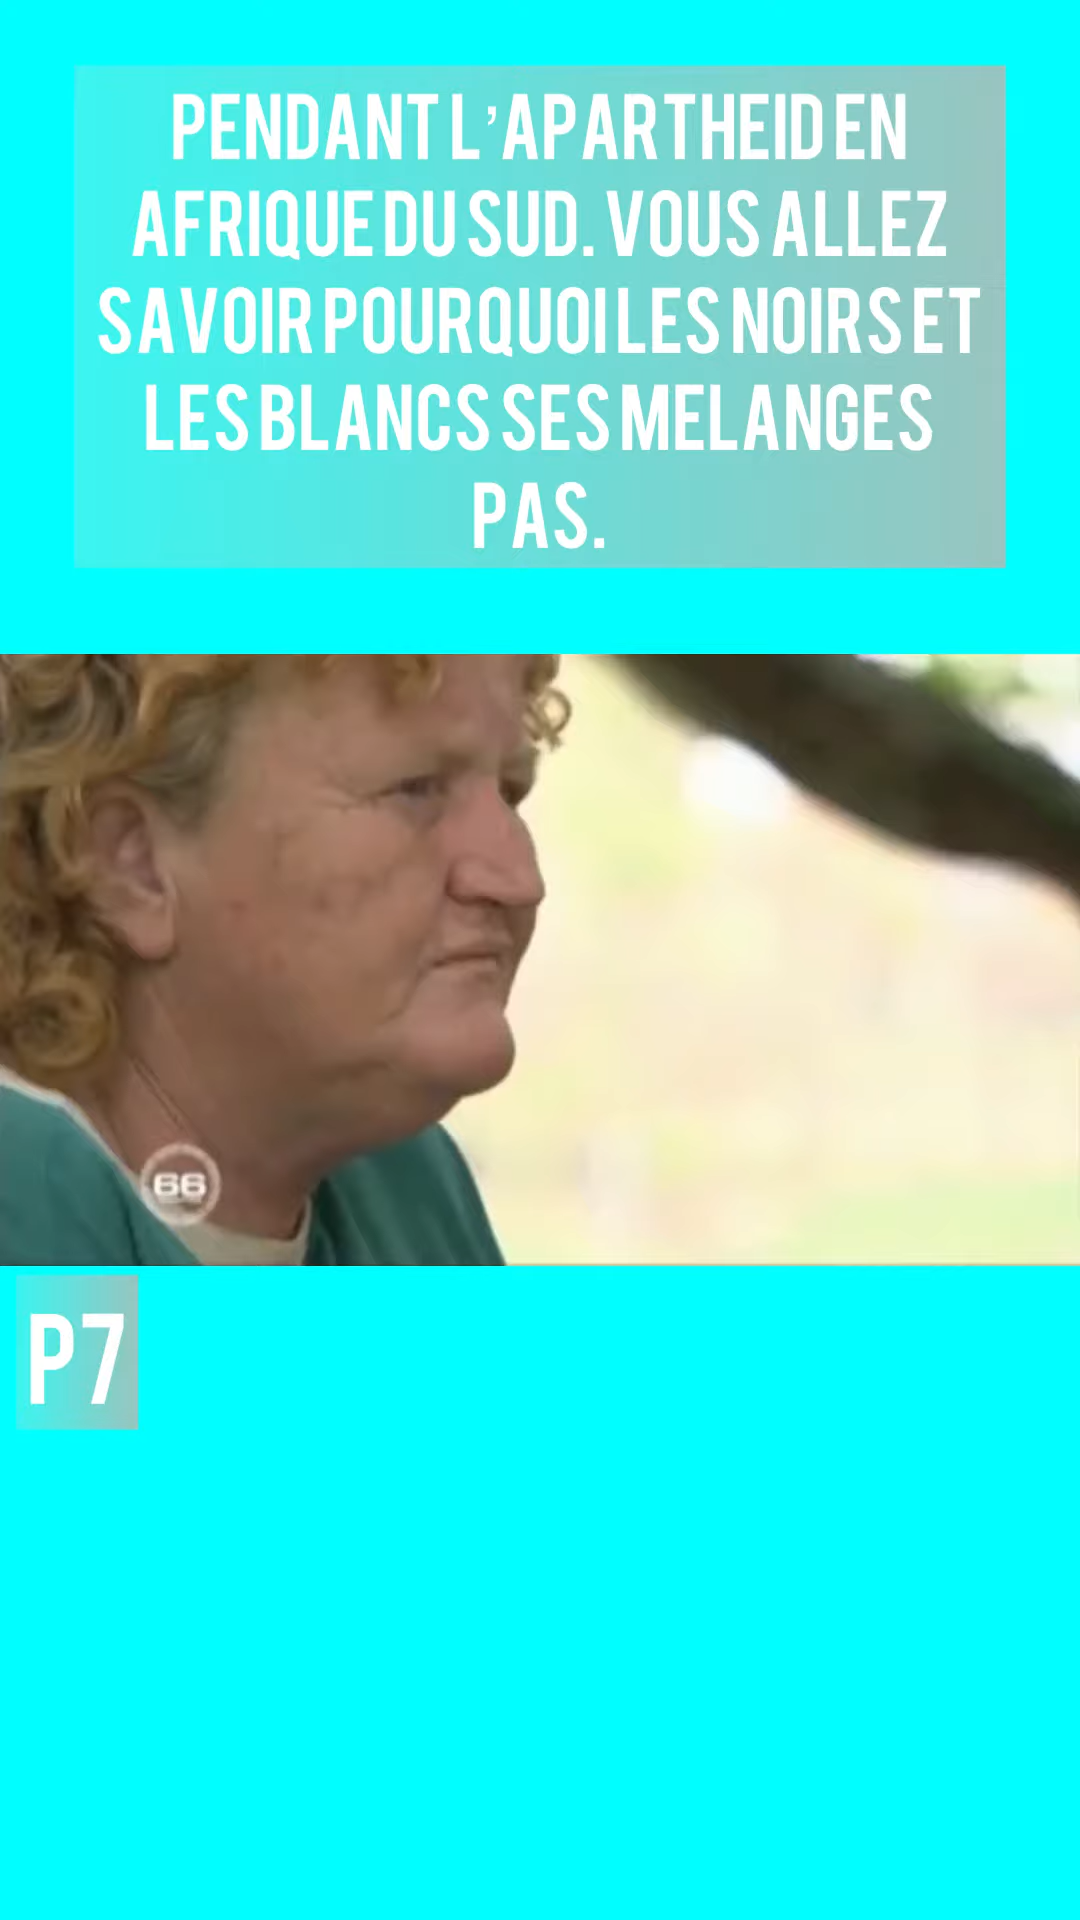 PENDANT L'APARTHEID EN
AFRIQUE DU SUD. VOUS ALLEZ
SAVOIR POURQUOI LES NOIRS ET
LES BLANCS SES MELANGES
PAS.
66
P7